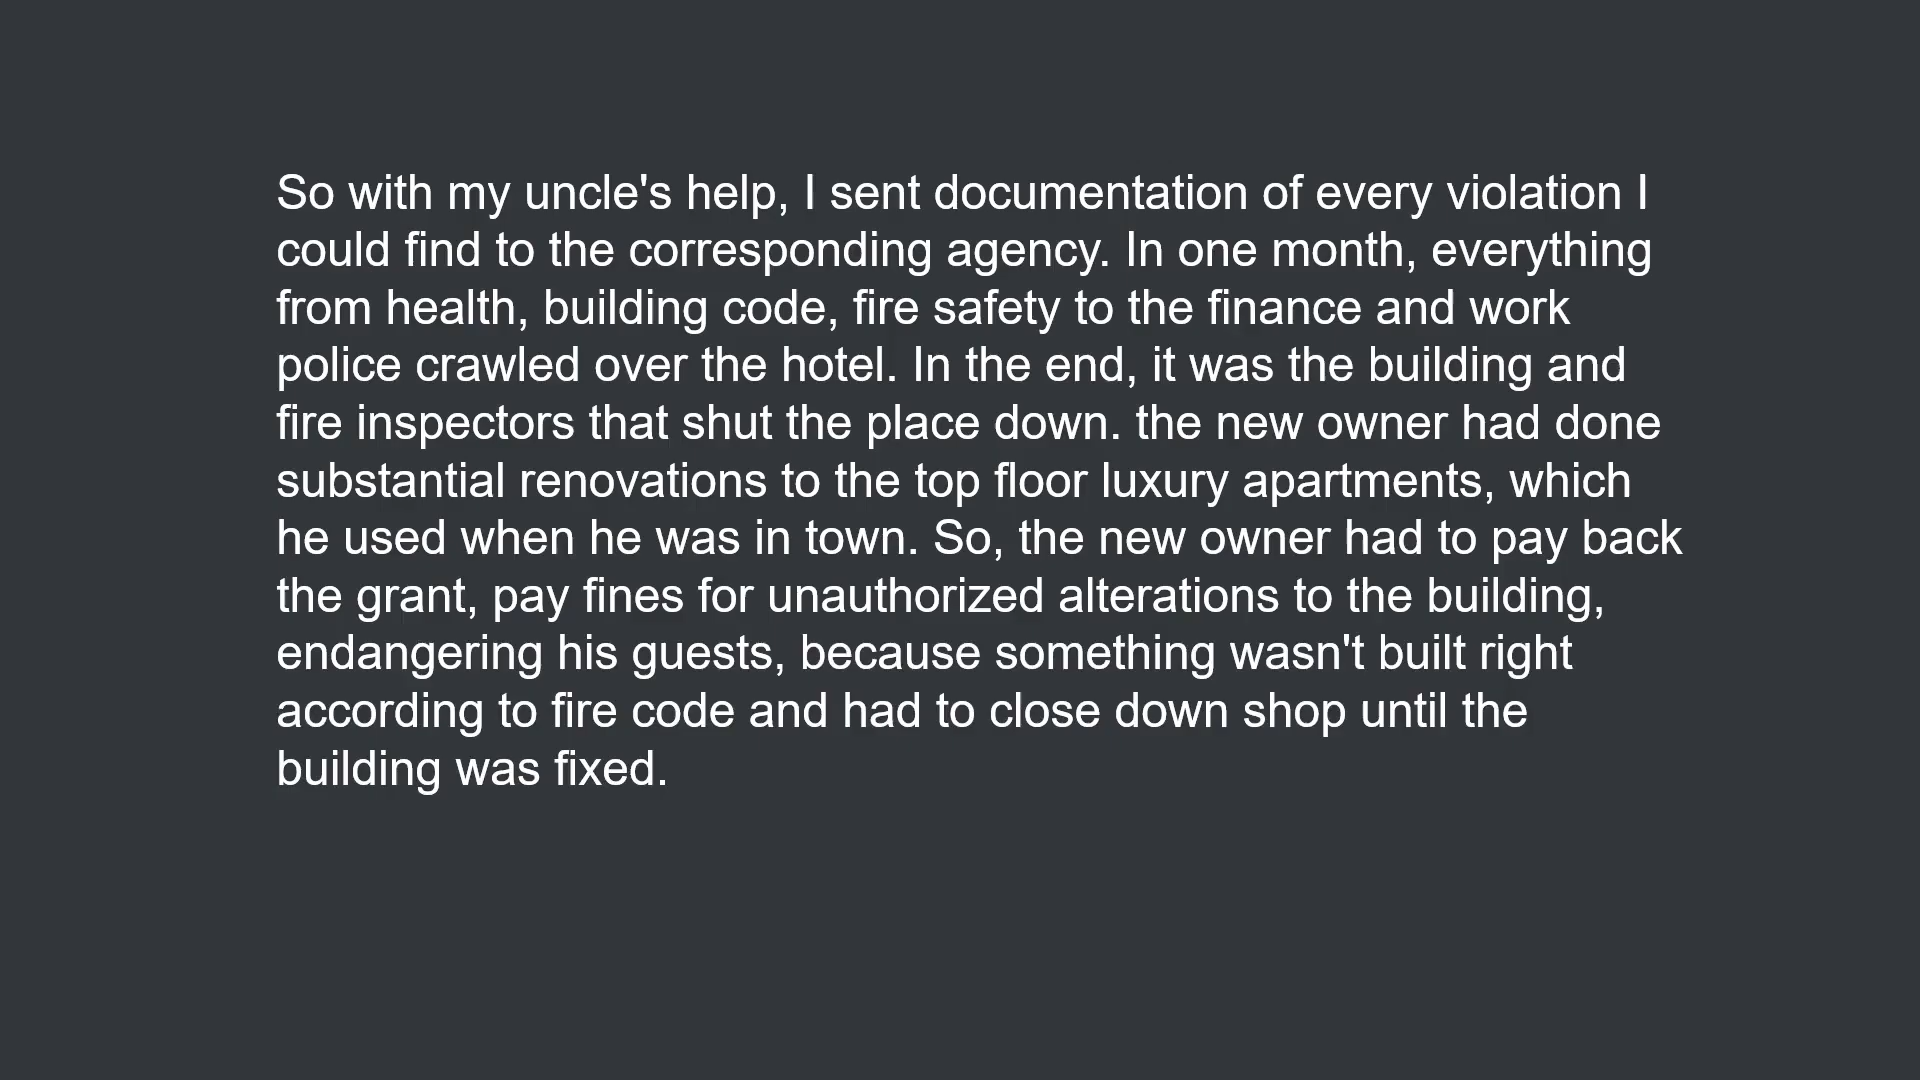 So with my uncle's help, I sent documentation of every violation I
could find to the corresponding agency. In one month, everything
from health, building code, fire safety to the finance and work
police crawled over the hotel. In the end, it was the building and
fire inspectors that shut the place down. the new owner had done
substantial renovations to the top floor luxury apartments, which
he used when he was in town. So, the new owner had to pay back
the grant, pay fines for unauthorized alterations to the building,
endangering his guests, because something wasn't built right
according to fire code and had to close down shop until the
building was fixed.